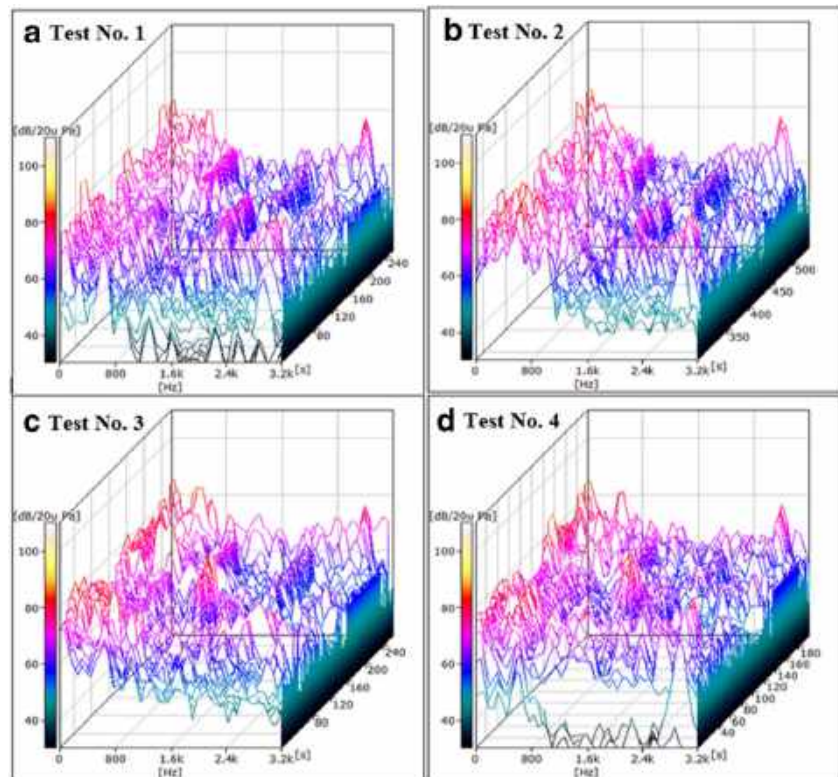 a Test No. 1
[dB/20u Pa]
100
80
60
40
0
800
1.6k
2.4k
3.2k[s]
[Hz]
80
120
160
200
240
b Test No. 2
[dB/20u Pa]
100
80
60
40
0
800
1.6k
2.4k
3.2k[s]
[Hz]
350
400
450
500
c Test No. 3
[dB/20u Pa]
100
80
60
40
0
800
1.6k
2.4k
3.2k[s]
[Hz]
80
120
160
200
240
d Test No. 4
[dB/20u Pa]
100
80
60
40
0
800
1.6k
2.4k
3.2k[s]
[Hz]
40
60
80
100
120
140
160
180